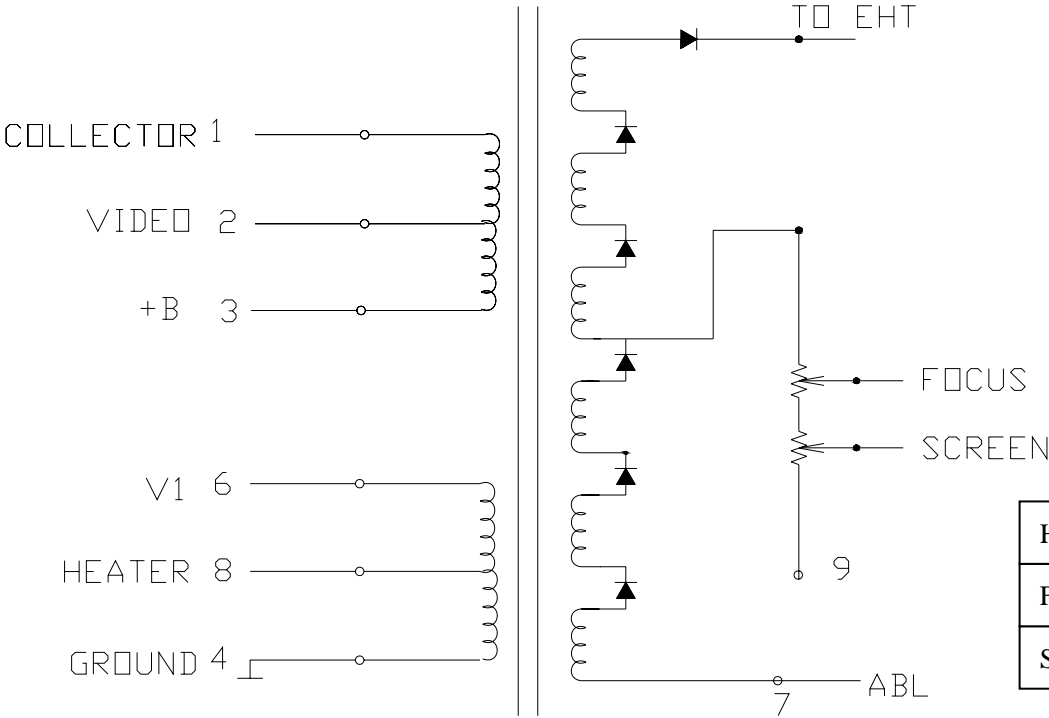 TO EHT
COLLECTOR 1
VIDEO 2
+B 3
FOCUS
SCREEN
V1 6
HEATER 8
9
GROUND 4
ABL
7
H
F
S